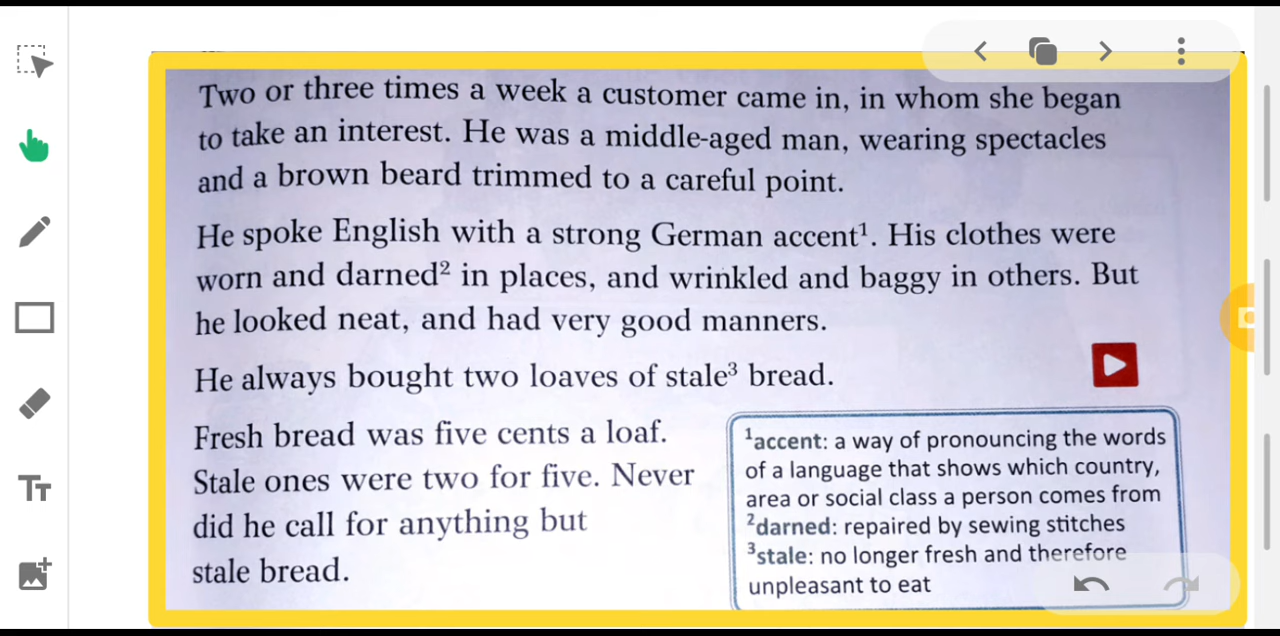 Two or three times a week a customer came in, in whom she began
to take an interest. He was a middle-aged man, wearing spectacles
and a brown beard trimmed to a careful point.
He spoke English with a strong German accent¹. His clothes were
worn and darned² in places, and wrinkled and baggy in others. But
he looked neat, and had very good manners.
He always bought two loaves of stale³ bread.
Fresh bread was five cents a loaf.
Stale ones were two for five. Never
did he call for anything but
stale bread.
¹accent: a way of pronouncing the words
of a language that shows which country,
area or social class a person comes from
²darned: repaired by sewing stitches
³stale: no longer fresh and therefore
unpleasant to eat
TT